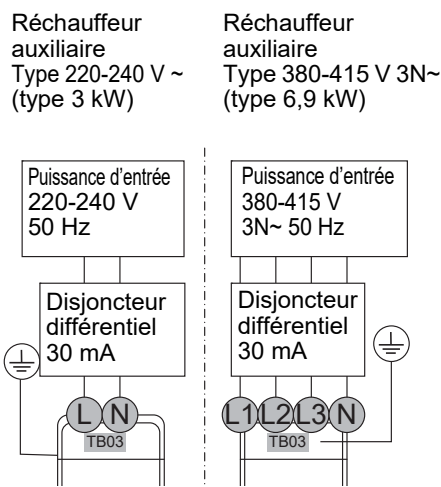 Réchauffeur
auxiliaire
Type 220-240 V ~
(type 3 kW)
Puissance d'entrée
220-240 V
50 Hz
Disjoncteur
différentiel
30 mA
L N
TB03
Réchauffeur
auxiliaire
Type 380-415 V 3N~
(type 6,9 kW)
Puissance d'entrée
380-415 V
3N~ 50 Hz
Disjoncteur
différentiel
30 mA
L1 L2 L3 N
TB03